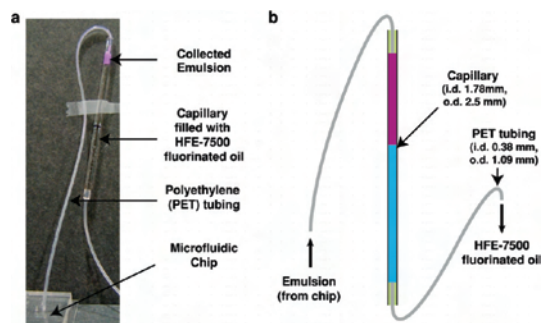 a
Collected
Emulsion
Capillary
filled with
HFE-7500
fluorinated oil
Polyethylene
(PET) tubing
Microfluidic
Chip
b
Capillary
(i.d. 1.78mm,
o.d. 2.5 mm)
PET tubing
(i.d 0.38 mm,
o.d. 1.09 mm)
HFE-7500
fluorinated oil
Emulsion
(from chip)